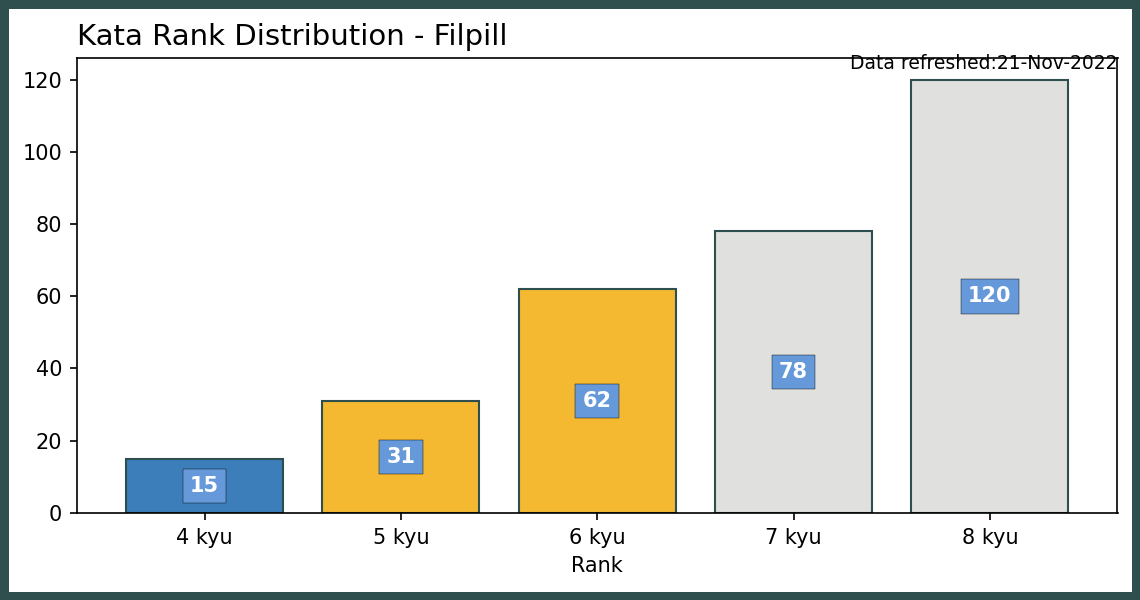 Kata Rank Distribution - Filpill
Data refreshed:21-Nov-2022
120
100
80
60
40
20
0
15
31
62
78
120
4 kyu
5 kyu
6 kyu
7 kyu
8 kyu
Rank